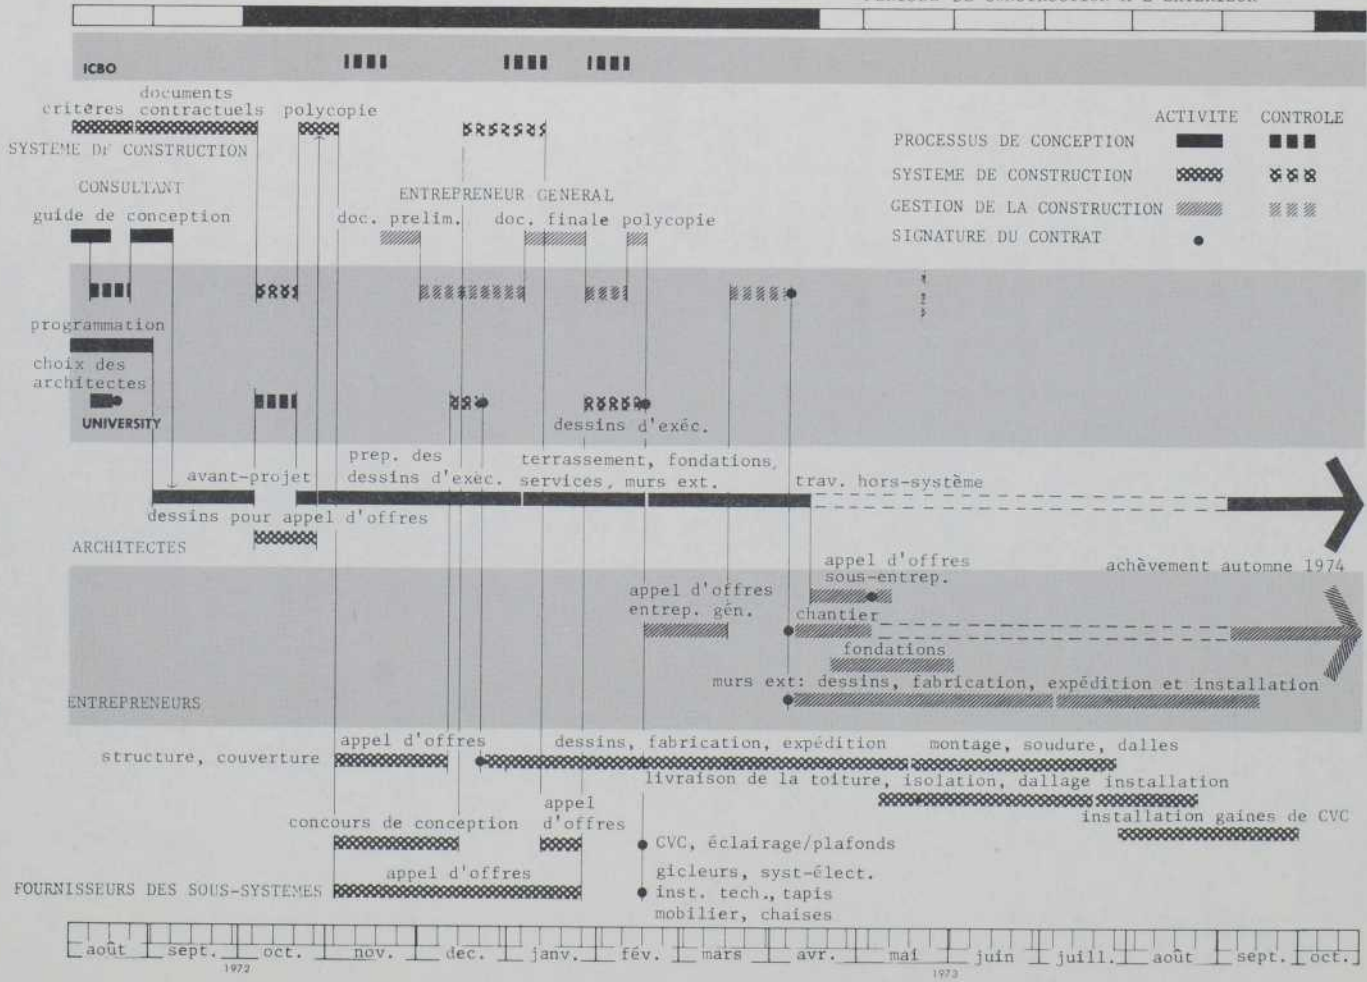 ICBO
documents
critères contractuels polycopie
SYSTEME DE CONSTRUCTION
ACTIVITE CONTROLE
PROCESSUS DE CONCEPTION
SYSTEME DE CONSTRUCTION
GESTION DE LA CONSTRUCTION
SIGNATURE DU CONTRAT
CONSULTANT
guide de conception
ENTREPRENEUR GENERAL
doc. prelim. doc. finale polycopie
programmation
choix des
architectes
UNIVERSITY
dessins d'exéc.
avant-projet
prep. des
dessins d'exéc.
terrassement, fondations,
services, murs ext.
trav. hors-système
dessins pour appel d'offres
ARCHITECTES
achèvement automne 1974
appel d'offres
sous-entrep.
appel d'offres
entrep. gén.
chantier
fondations
murs ext: dessins, fabrication, expédition et installation
ENTREPRENEURS
structure, couverture
appel d'offres
dessins, fabrication, expédition
montage, soudure, dalles
livraison de la toiture, isolation, dallage installation
installation gaines de CVC
concours de conception
appel
d'offres
CVC, éclairage/plafonds
appel d'offres
FOURNISSEURS DES SOUS-SYSTEMES
gicleurs, syst-élect.
inst. tech., tapis
mobilier, chaises
août sept. oct. nov. dec. janv. fév. mars avr. mai juin juill. août sept. oct.
1972 1973